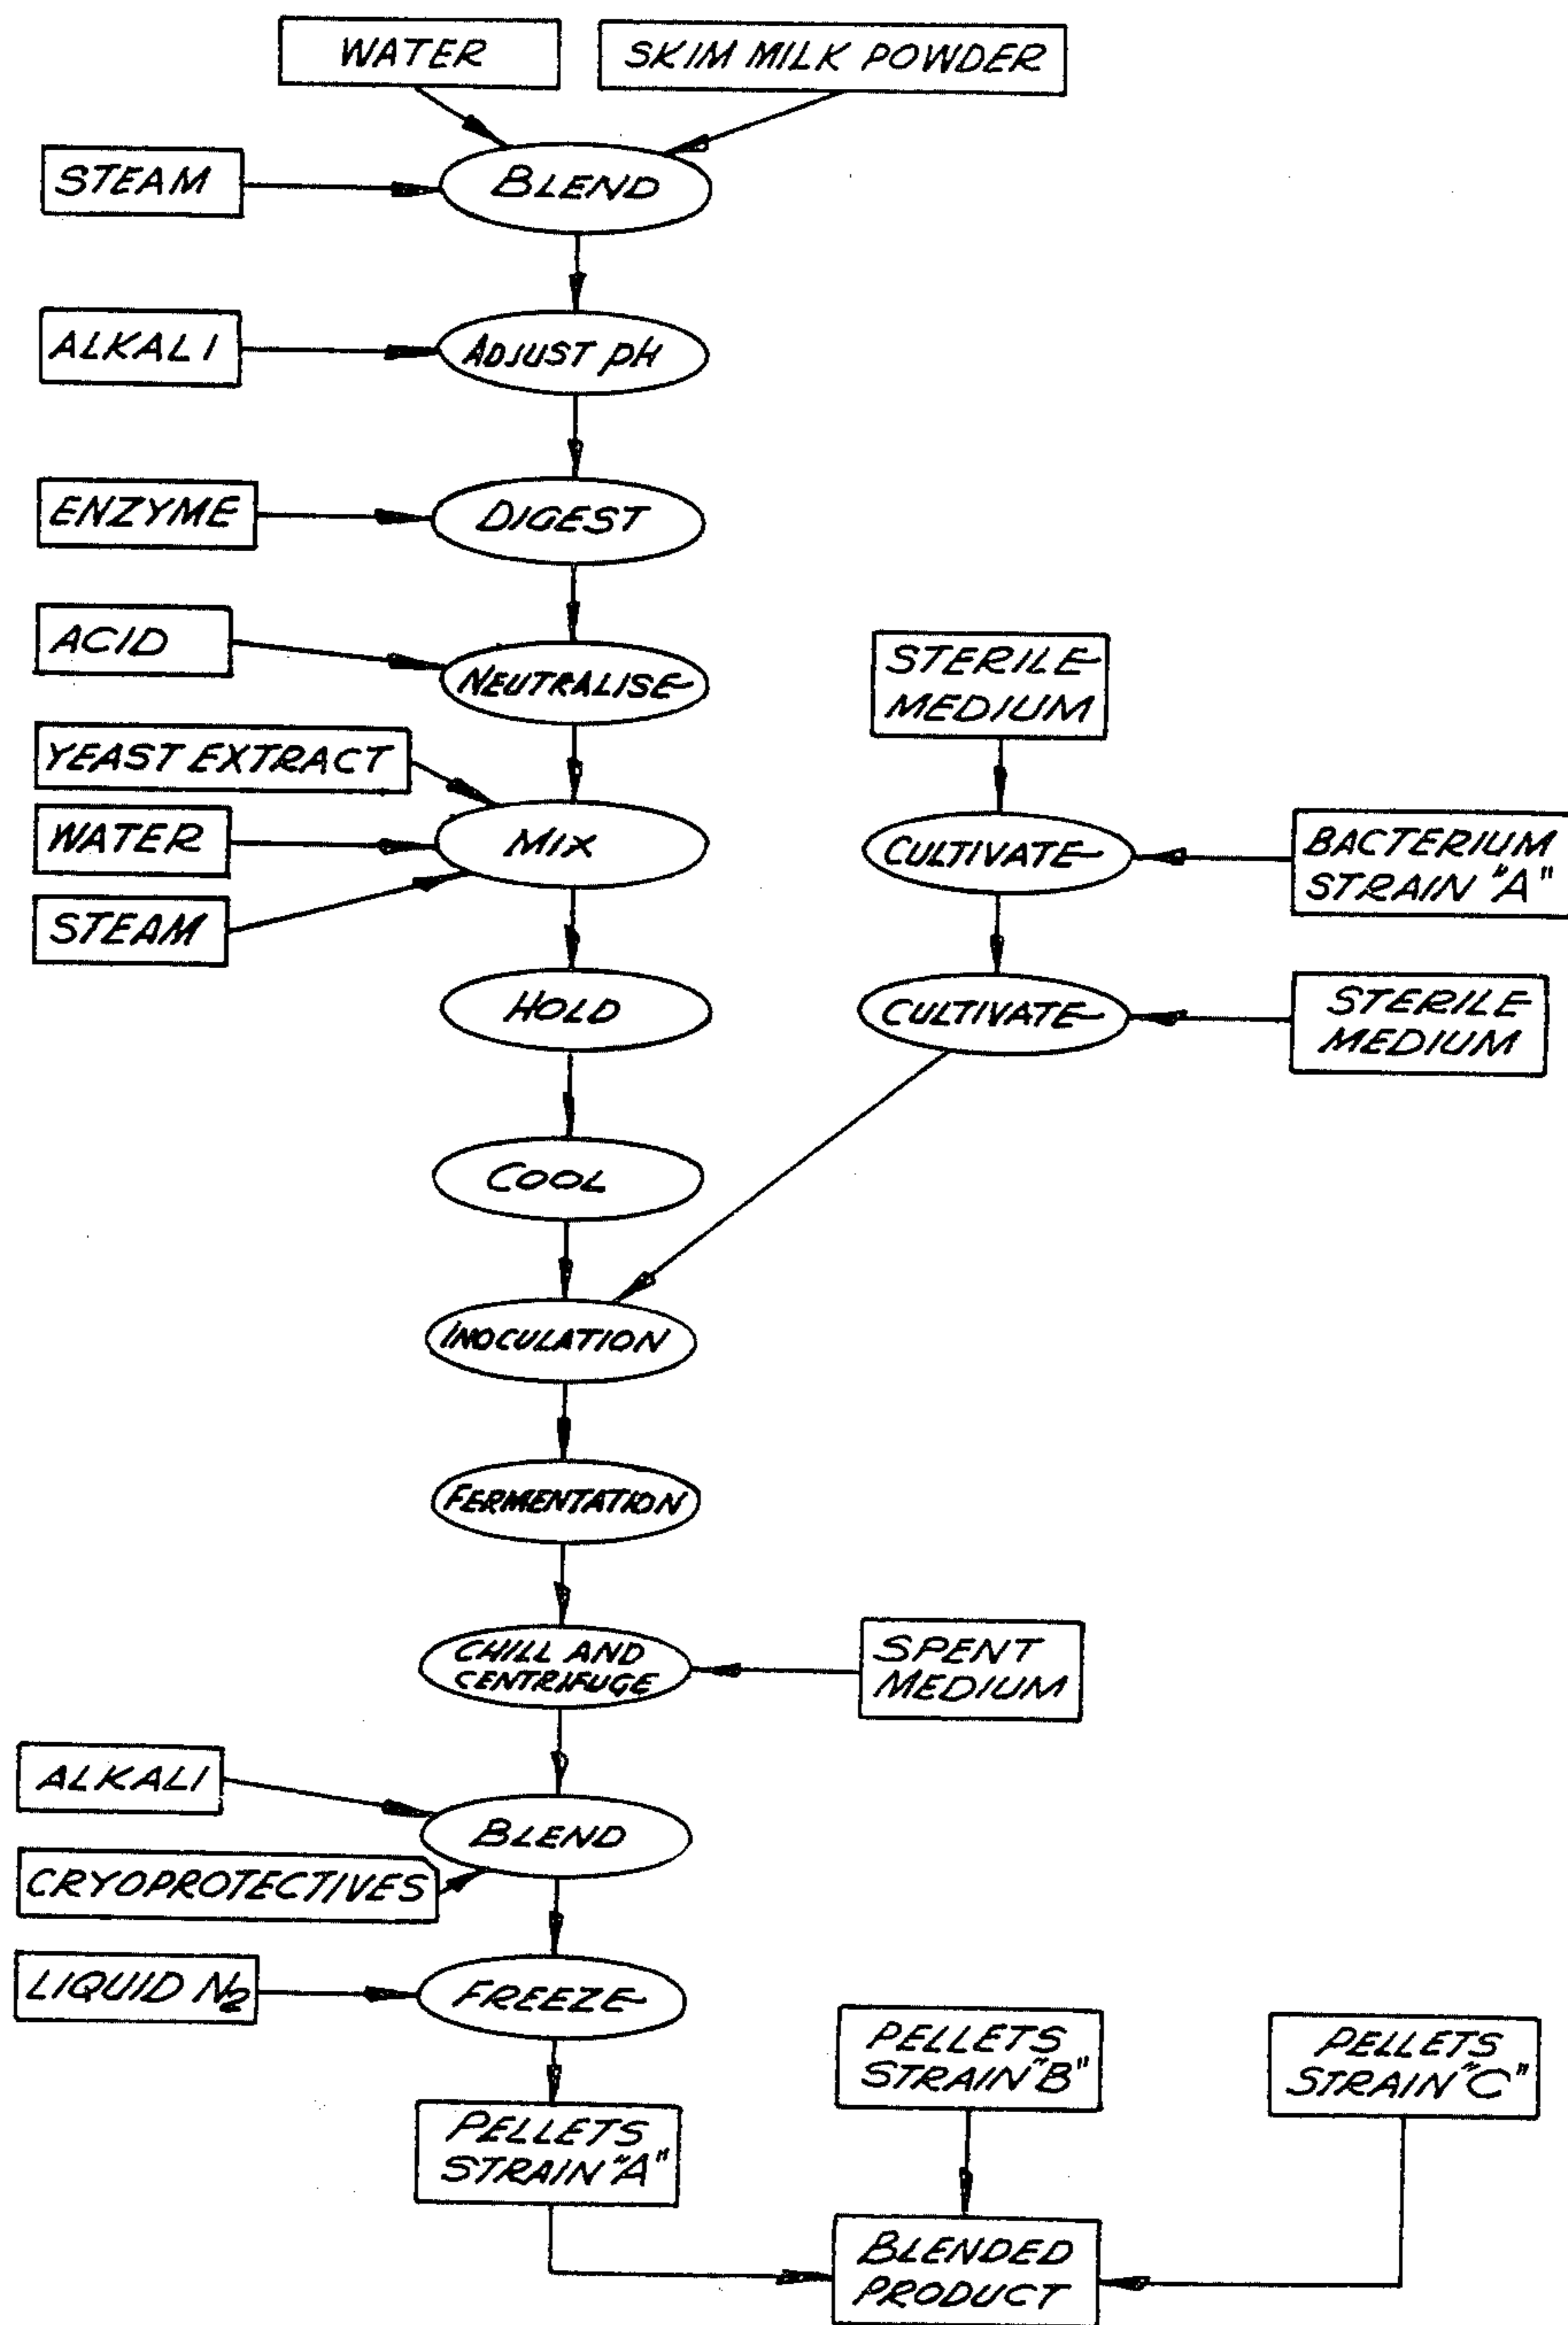 WATER
SKIM MILK POWDER
STEAM
BLEND
ALKALI
ADJUST pH
ENZYME
DIGEST
ACID
NEUTRALISE
STERILE
MEDIUM
YEAST EXTRACT
WATER
MIX
STEAM
CULTIVATE
BACTERIUM
STRAIN "A"
HOLD
CULTIVATE
STERILE
MEDIUM
COOL
INOCULATION
FERMENTATION
CHILL AND
CENTRIFUGE
SPENT
MEDIUM
ALKALI
BLEND
CRYOPROTECTIVES
LIQUID N2
FREEZE
PELLETS
STRAIN "B"
PELLETS
STRAIN "C"
PELLETS
STRAIN "A"
BLENDED
PRODUCT